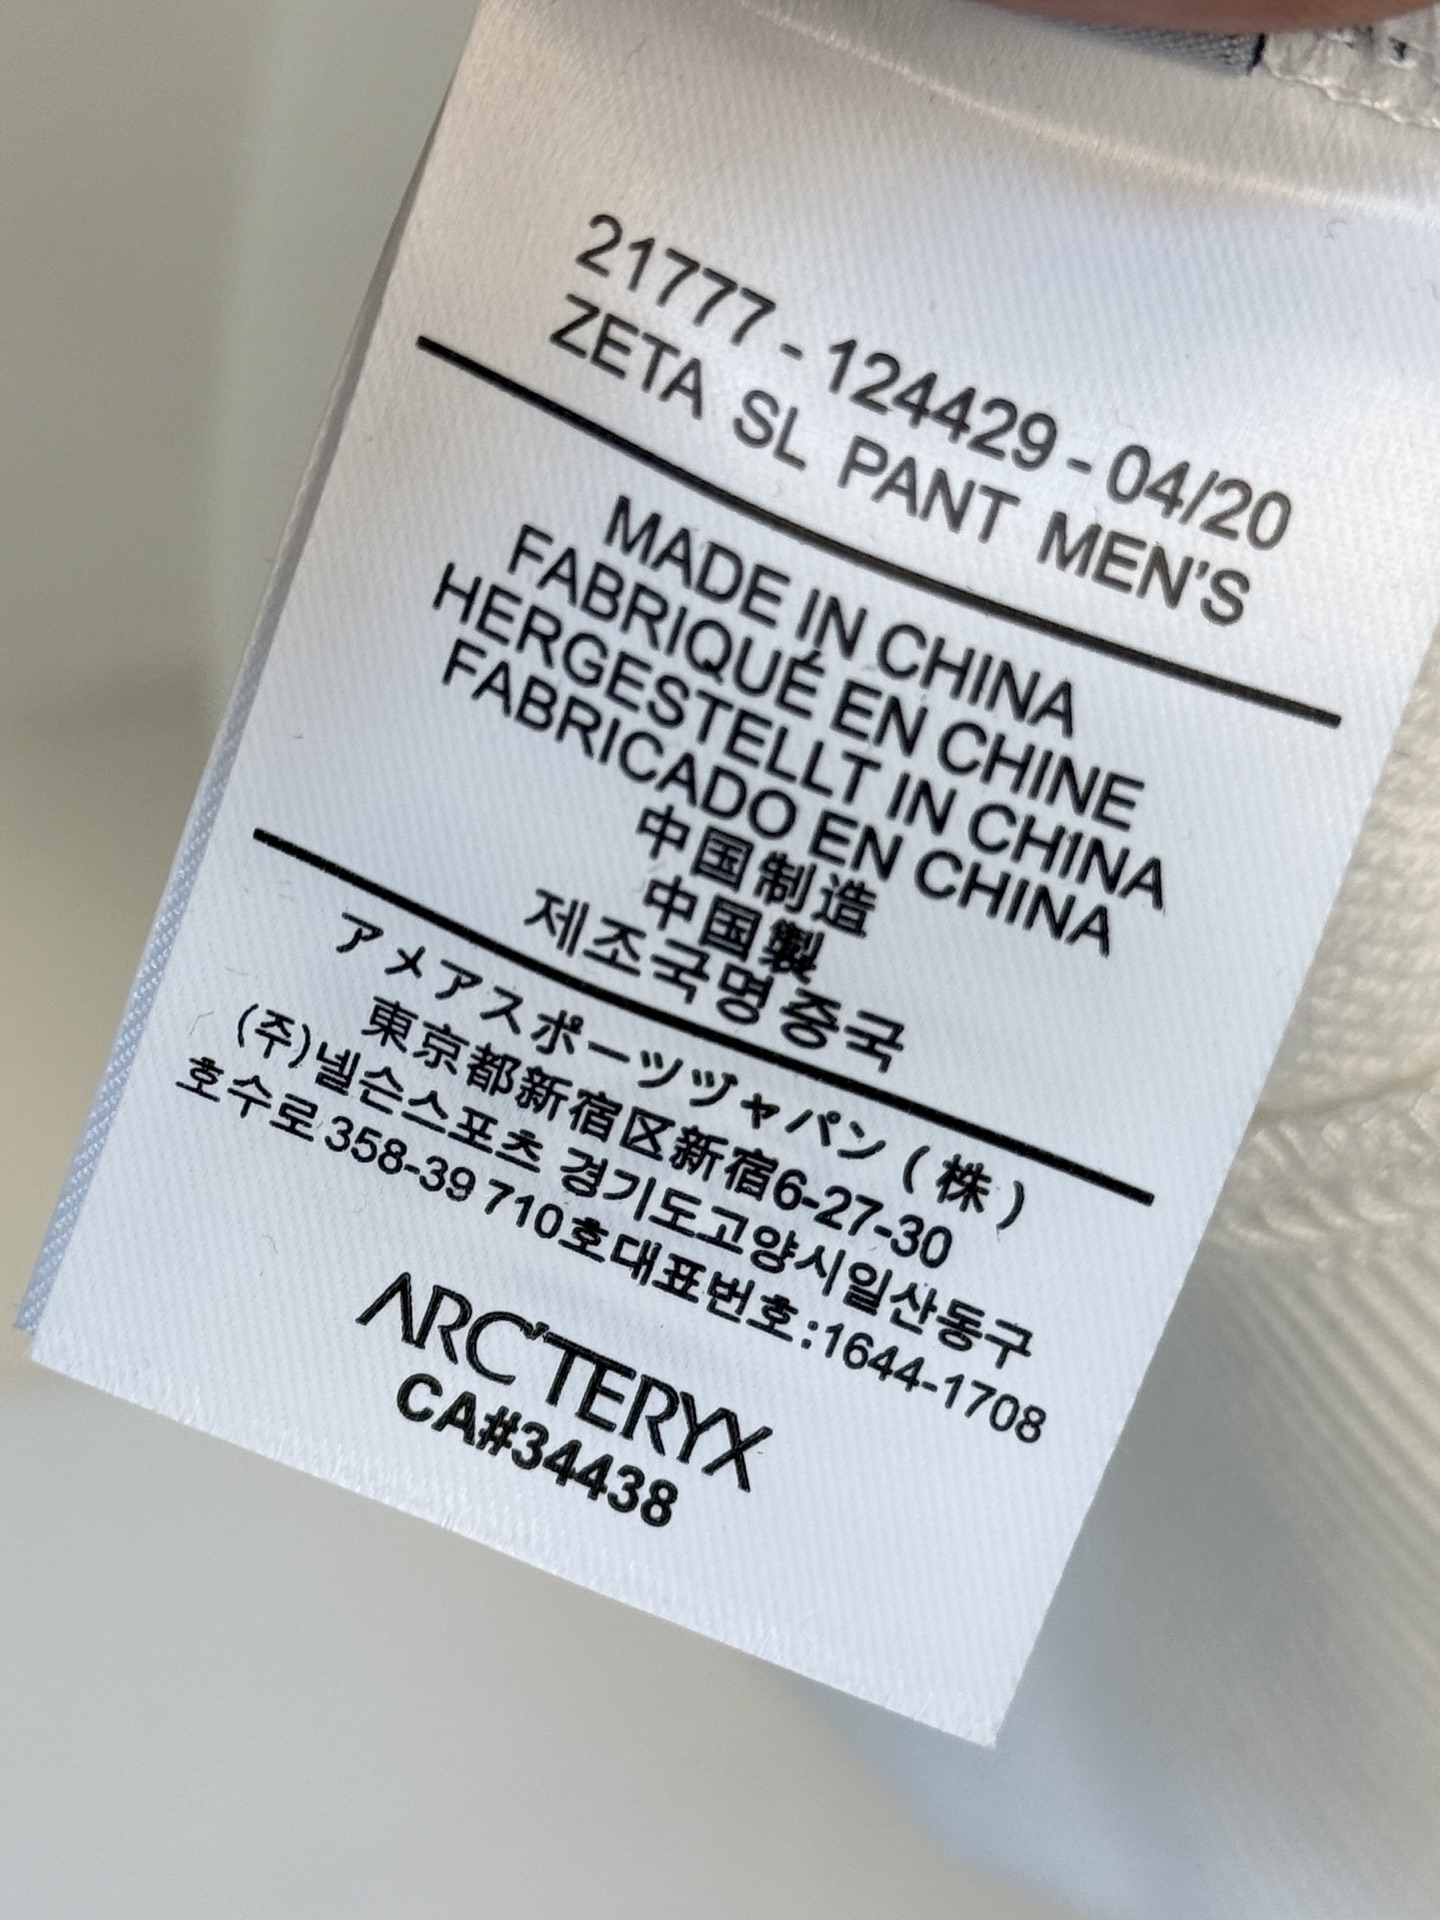 21777 - 124429 - 04/20
ZETA SL PANT MEN'S
MADE IN CHINA
FABRIQUÉ EN CHINE
HERGESTELLT IN CHINA
FABRICADO EN CHINA
中国制造
中国製
제조국명 중국
アメアスポーツヅャパン(株)
東京都新宿区新宿6-27-30
(주)넬슨스포츠 경기도고양시일산동구
호수로358-39 710호대표번호:1644-1708
ARC'TERYX
CA#34438